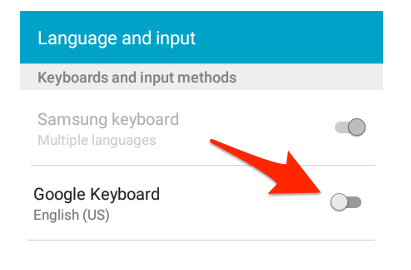 Language and input
Keyboards and input methods
Samsung keyboard
Multiple languages
Google Keyboard
English (US)